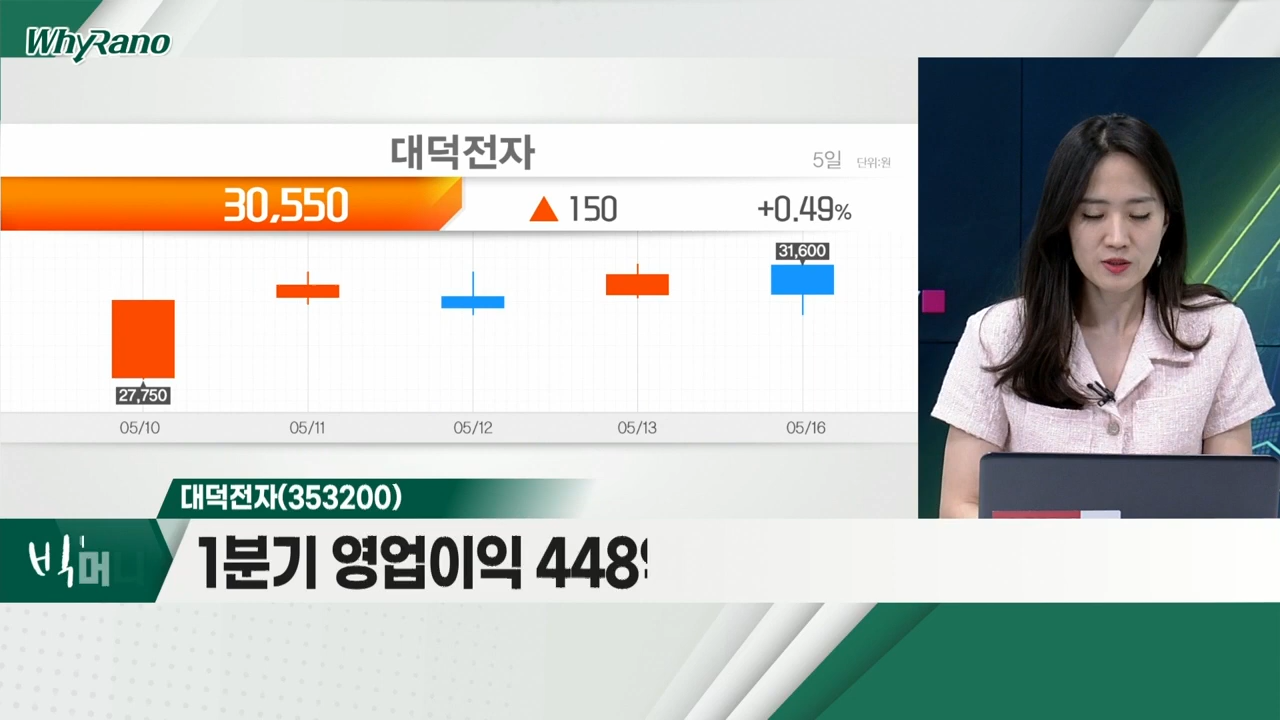 WhyRano
대덕전자
5일 단위:원
30,550 ▲ 150 +0.49%
31,600
27,750
05/10 05/11 05/12 05/13 05/16
대덕전자(353200)
빅머니
1분기 영업이익 448